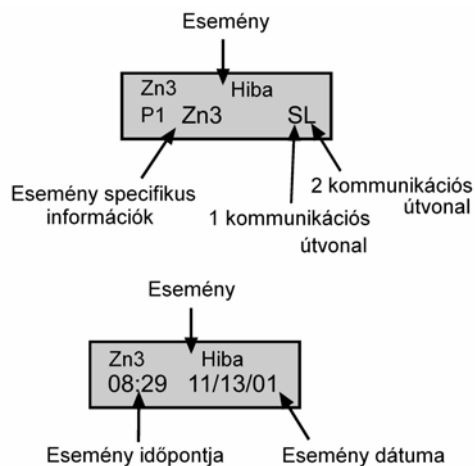 Esemény
Zn3 Hiba
P1 Zn3 SL
Esemény specifikus
információk
1 kommunikációs
útvonal
2 kommunikációs
útvonal
Esemény
Zn3 Hiba
08:29 11/13/01
Esemény időpontja
Esemény dátuma